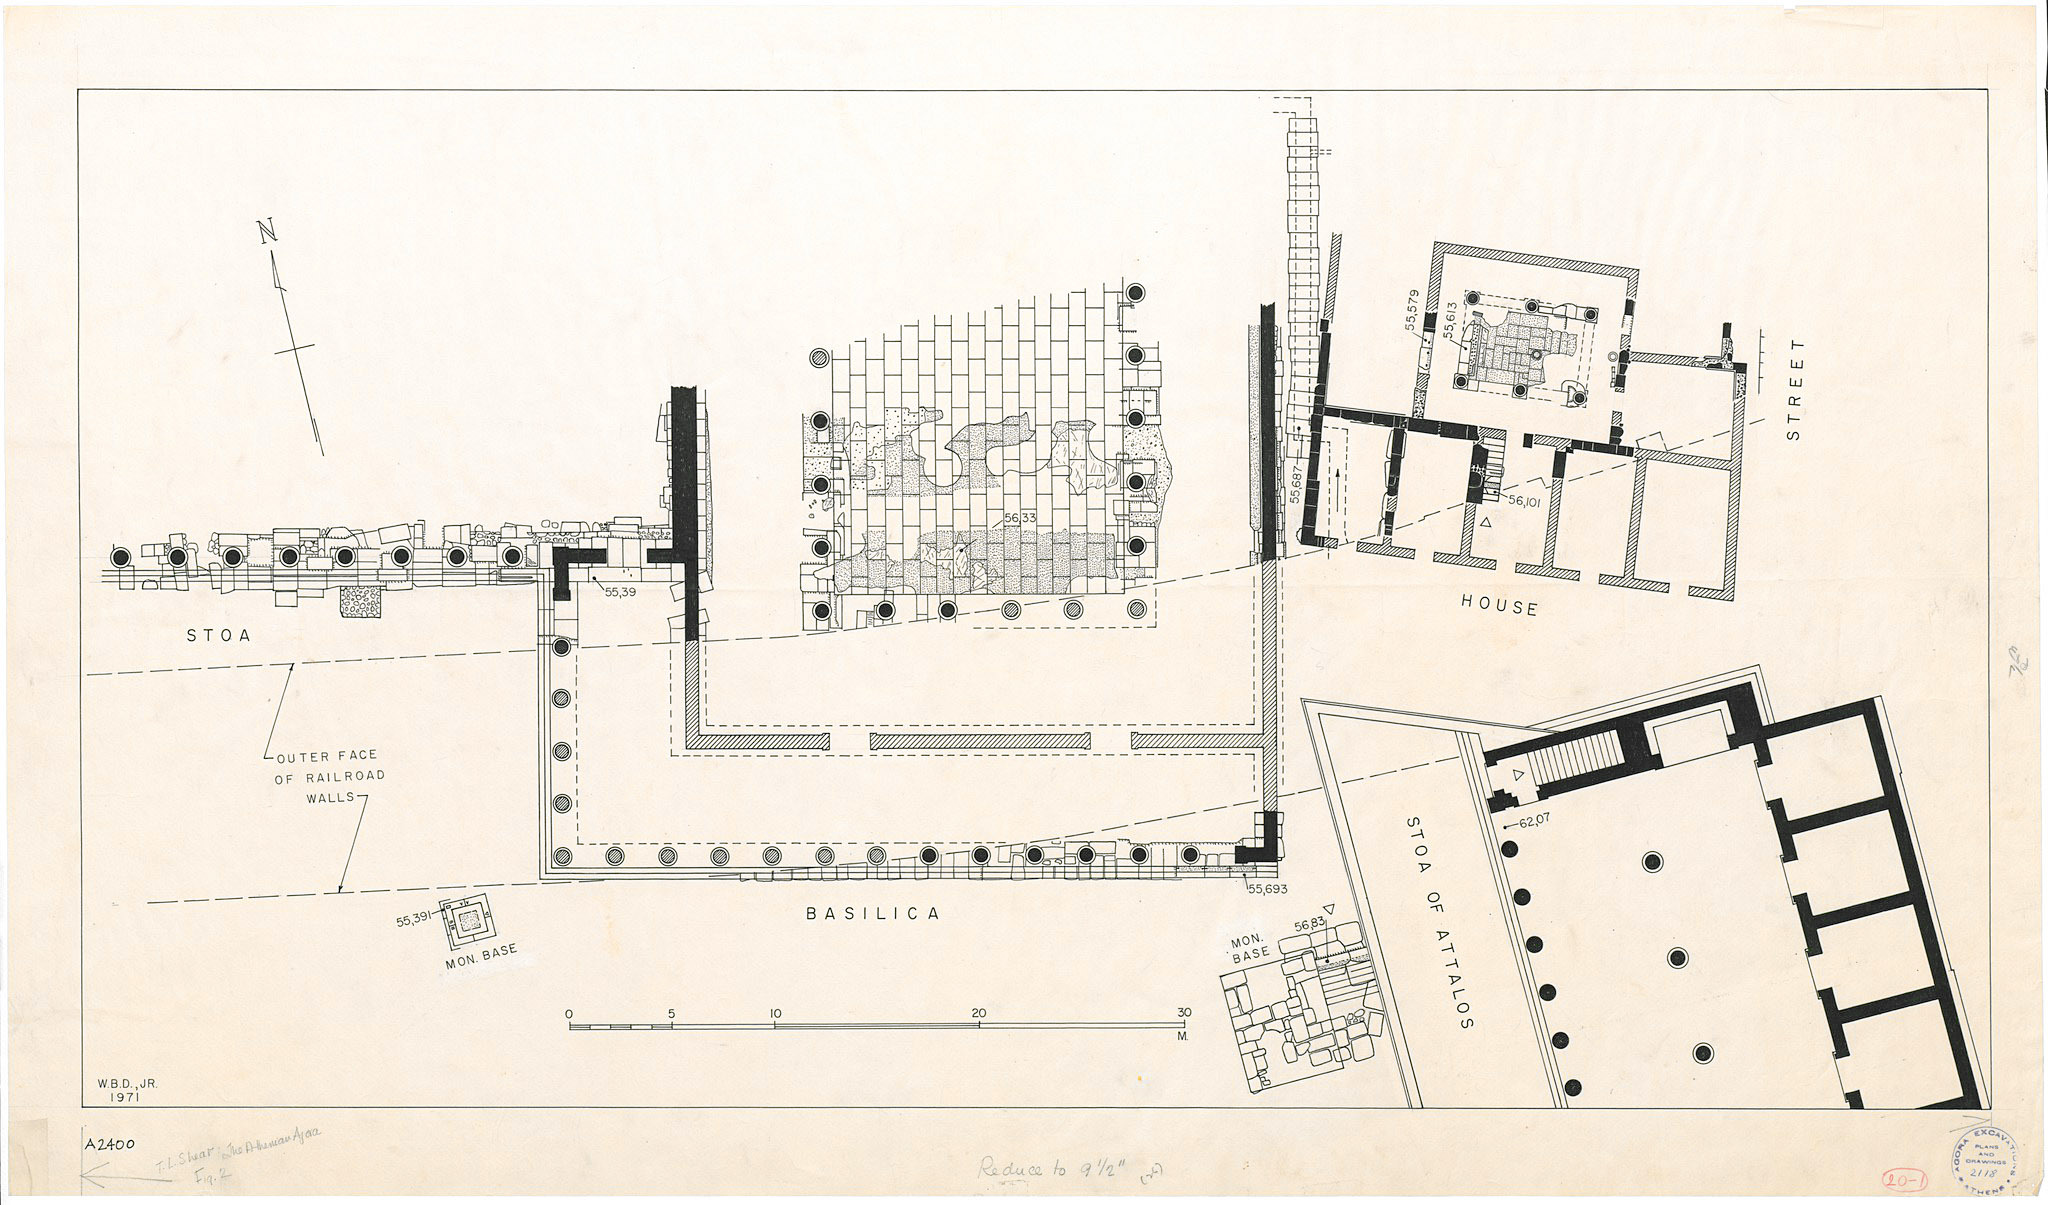 N
55,579
55,613
STREET
56,33
55,687
56,101
55,39
STOA
HOUSE
OUTER FACE
OF RAILROAD
WALLS
62,07
STOA OF ATTALOS
55,693
55,391
MON. BASE
BASILICA
56,83
MON.
BASE
0 5 10 20 30
M.
W.B.D., JR.
1971
A2400
T.L. Shear: The Athenian Agora
Fig. 2
Reduce to 9 1/2"
20-1
AGORA EXCAVATIONS
PLANS
AND
DRAWINGS
2118
ATHENS